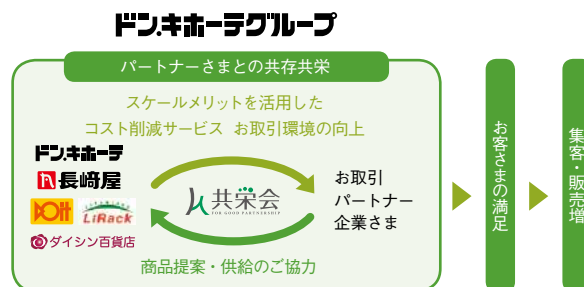 ドン.キホーテグループ
パートナーさまとの共存共栄
スケールメリットを活用した
コスト削減サービス お取引環境の向上
ドン.キホーテ
長崎屋
Doit
LiRack
ダイシン百貨店
共栄会
FOR GOOD PARTNERSHIP
お取引
パートナー
企業さま
商品提案・供給のご協力
お客さまの満足
集客・販売増